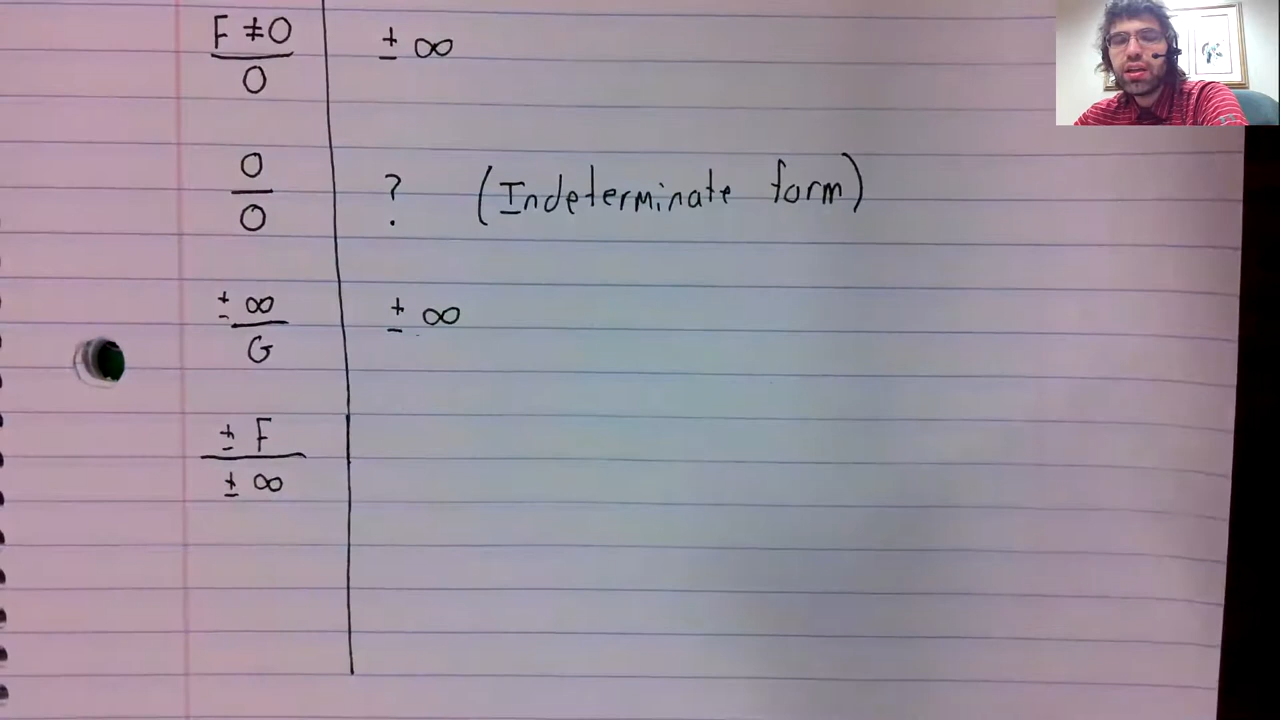 F ≠ 0 / 0 ± ∞
0 / 0 ? (Indeterminate form)
± ∞ / G ± ∞
± F / ± ∞